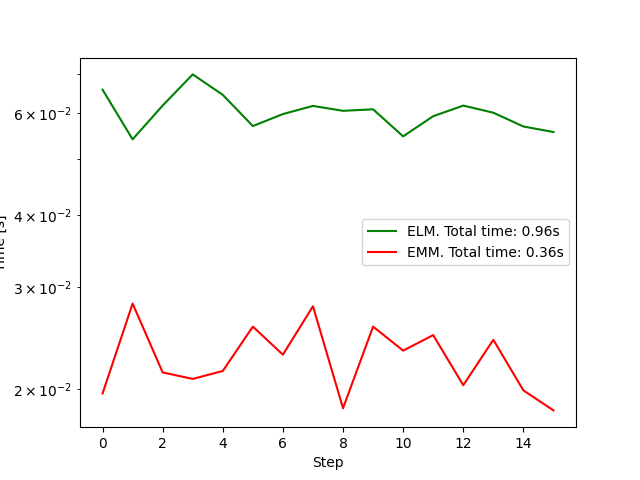 6 × 10⁻²
4 × 10⁻²
3 × 10⁻²
2 × 10⁻²
Time [s]
ELM. Total time: 0.96s
EMM. Total time: 0.36s
0 2 4 6 8 10 12 14
Step